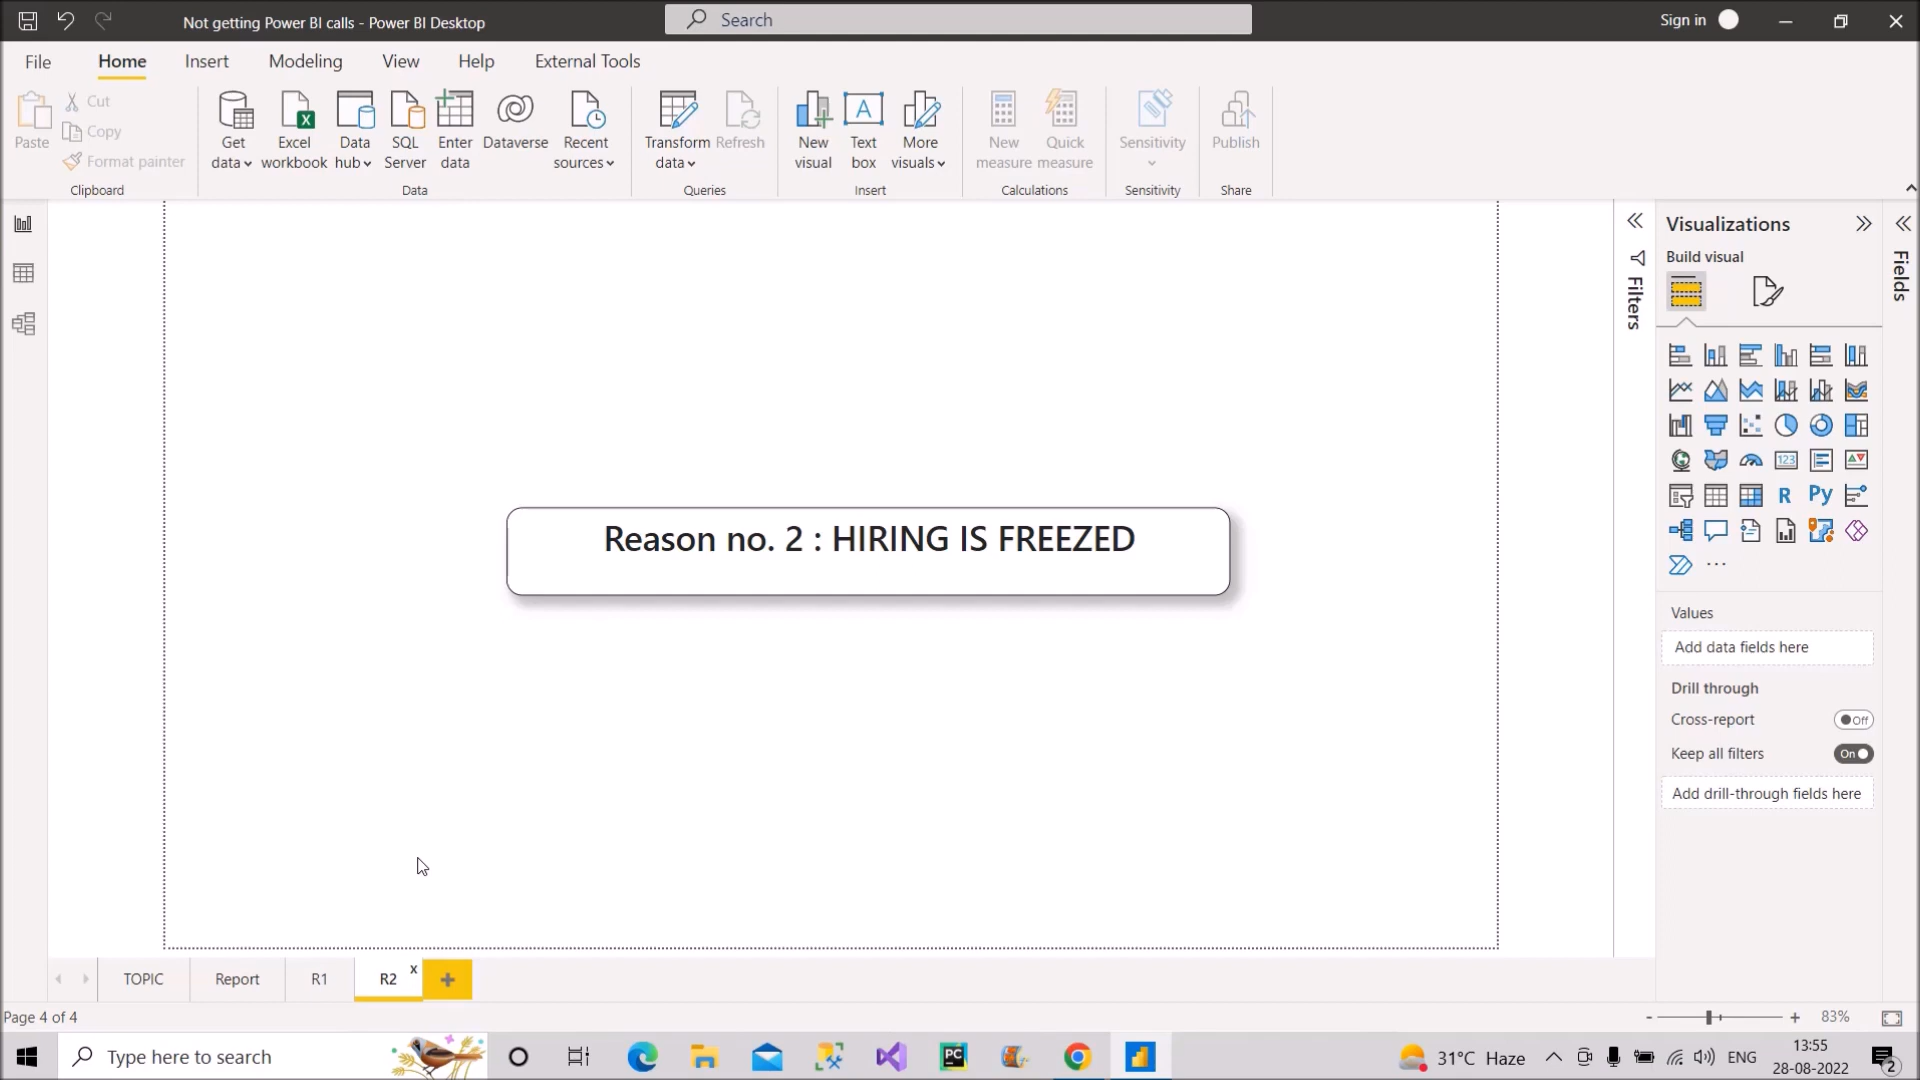 Not getting Power BI calls - Power BI Desktop
Search
Sign in
File Home Insert Modeling View Help External Tools
Paste
Cut
Copy
Format painter
Clipboard
Get data
Excel workbook
Data hub
SQL Server
Enter data
Dataverse
Recent sources
Data
Transform data
Refresh
Queries
New visual
Text box
More visuals
Insert
New measure
Quick measure
Calculations
Sensitivity
Sensitivity
Publish
Share
Reason no. 2 : HIRING IS FREEZED
Filters
Visualizations
Build visual
123
R
Py
...
Values
Add data fields here
Drill through
Cross-report
Off
Keep all filters
On
Add drill-through fields here
Fields
TOPIC
Report
R1
R2
x
+
Page 4 of 4
- + 83%
Type here to search
PC
31°C Haze
ENG
13:55
28-08-2022
2